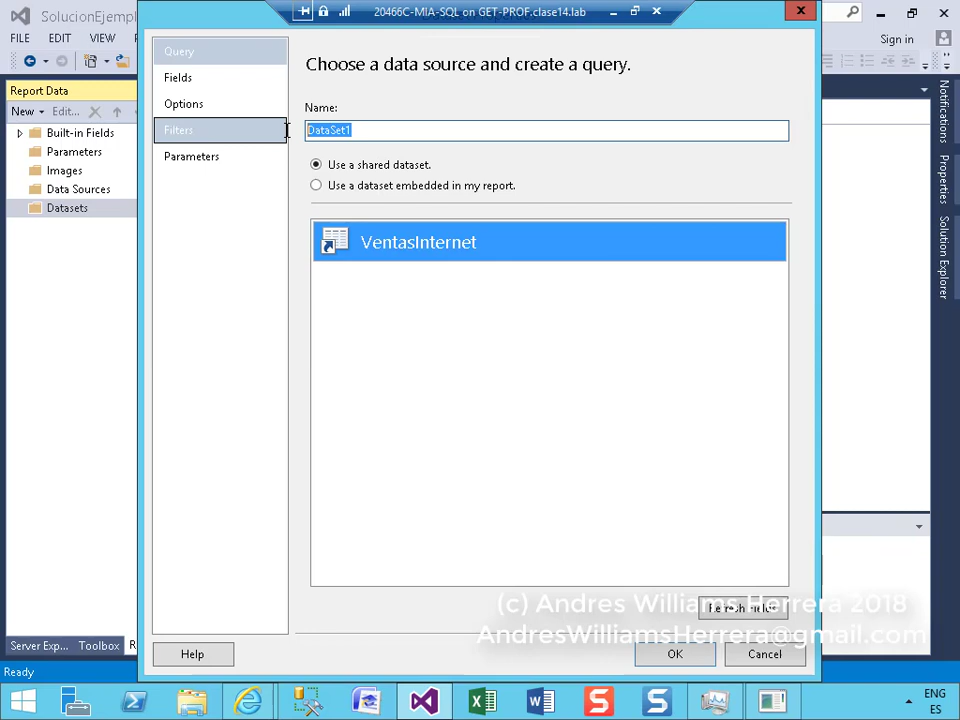 SolucionEjempl
20466C-MIA-SQL on GET-PROF.clase14.lab
FILE EDIT VIEW
Sign in
Report Data
New Edit...
Built-in Fields
Parameters
Images
Data Sources
Datasets
Query
Fields
Options
Filters
Parameters
Choose a data source and create a query.
Name:
DataSet1
Use a shared dataset.
Use a dataset embedded in my report.
VentasInternet
Refresh Fields
Help
OK
Cancel
Notifications
Properties
Solution Explorer
(c) Andres Williams Herrera 2018
AndresWilliamsHerrera@gmail.com
Server Exp... Toolbox R
Ready
ENG
ES